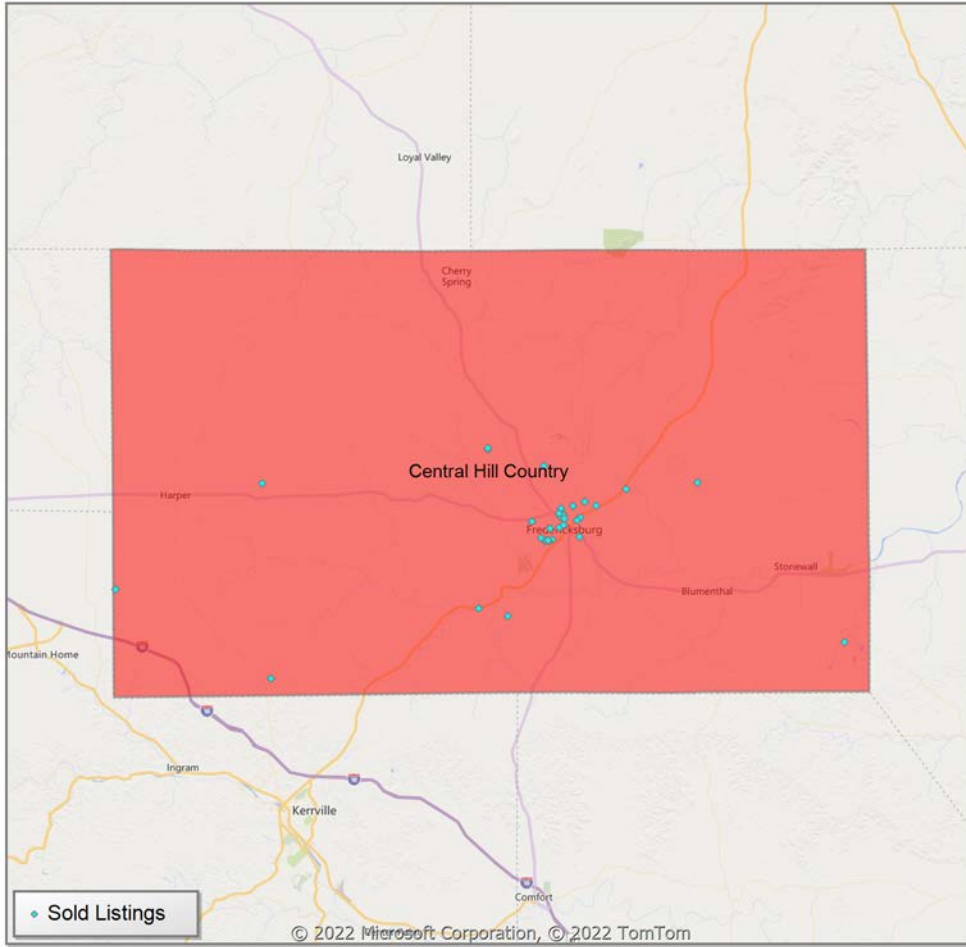 Loyal Valley
Cherry
Spring
Central Hill Country
Harper
Fredericksburg
Stonewall
Blumenthal
Mountain Home
Ingram
Kerrville
Comfort
Sold Listings
© 2022 Microsoft Corporation, © 2022 TomTom